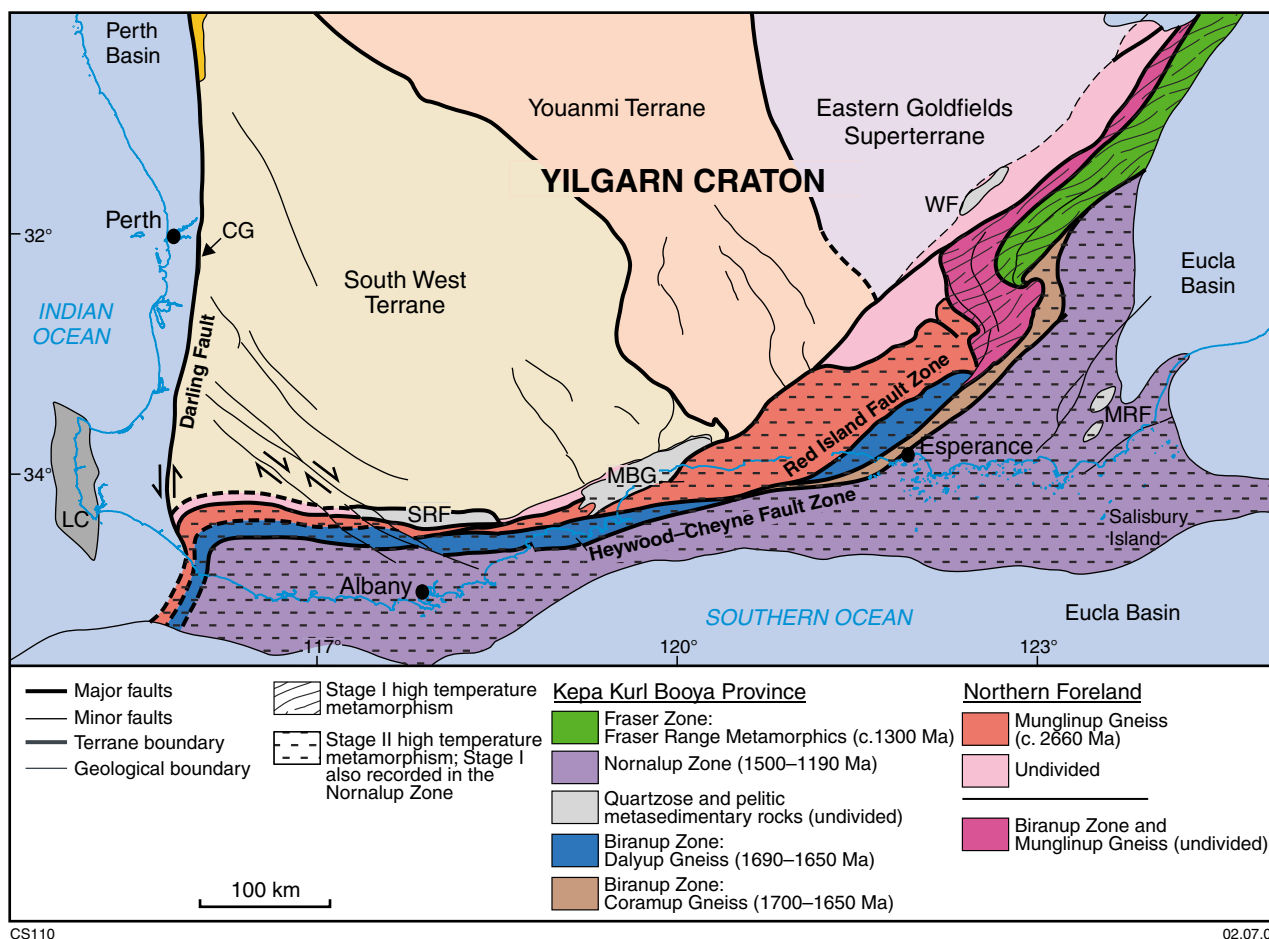 Perth
Basin
Youanmi Terrane
Eastern Goldfields
Superterrane
YILGARN CRATON
WF
Perth
32°
CG
South West
Terrane
Eucla
Basin
INDIAN
OCEAN
Darling Fault
Red Island Fault Zone
MRF
Esperance
34°
MBG
LC
SRF
Heywood–Cheyne Fault Zone
Salisbury
Island
Albany
SOUTHERN OCEAN
Eucla Basin
117°
120°
123°
Major faults
Minor faults
Terrane boundary
Geological boundary
Stage I high temperature
metamorphism
Stage II high temperature
metamorphism; Stage I
also recorded in the
Nornalup Zone
Kepa Kurl Booya Province
Fraser Zone:
Fraser Range Metamorphics (c.1300 Ma)
Nornalup Zone (1500–1190 Ma)
Quartzose and pelitic
metasedimentary rocks (undivided)
Biranup Zone:
Dalyup Gneiss (1690–1650 Ma)
Biranup Zone:
Coramup Gneiss (1700–1650 Ma)
Northern Foreland
Munglinup Gneiss
(c. 2660 Ma)
Undivided
Biranup Zone and
Munglinup Gneiss (undivided)
100 km
CS110
02.07.0